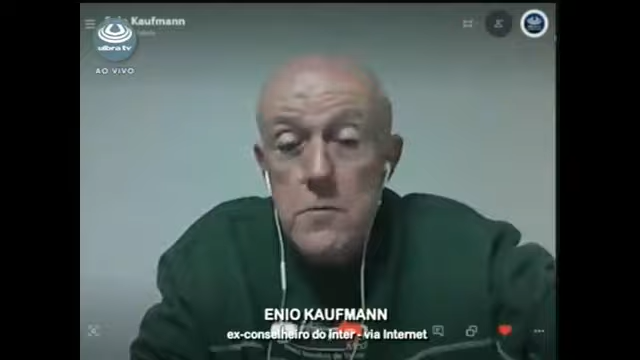 Kaufmann
ulbra tv
AO VIVO
ENIO KAUFMANN
ex-conselheiro do Inter - via Internet